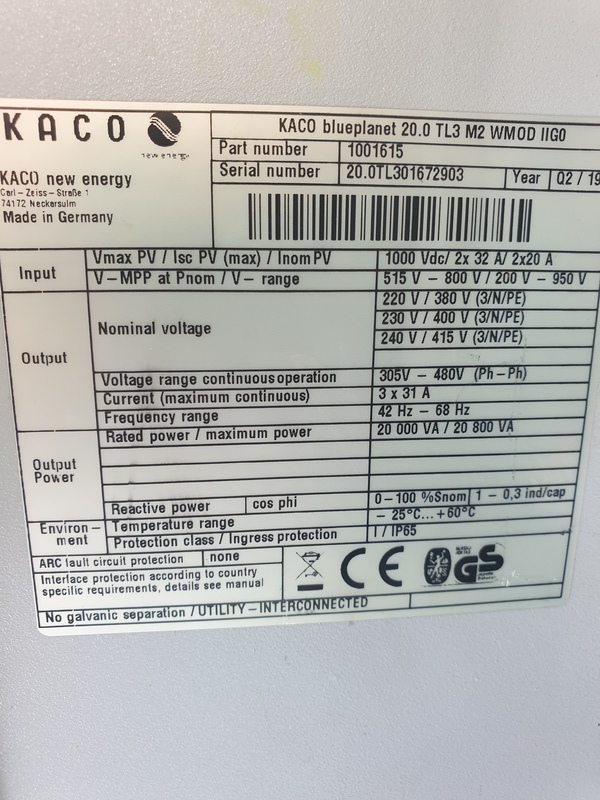 KACO
new energy
KACO new energy
Carl-Zeiss-Straße 1
74172 Neckarsulm
Made in Germany
KACO blueplanet 20.0 TL3 M2 WMOD IIG0
Part number 1001615
Serial number 20.0TL301672903 Year Q2 / 19
Input
Vmax PV / Isc PV (max) / Inom PV 1000 Vdc/ 2x 32 A/ 2x20 A
V-MPP at Pnom / V- range 515 V - 800 V / 200 V - 950 V
Output
Nominal voltage
220 V / 380 V (3/N/PE)
230 V / 400 V (3/N/PE)
240 V / 415 V (3/N/PE)
Voltage range continuous operation 305V - 480V (Ph-Ph)
Current (maximum continuous) 3 x 31 A
Frequency range 42 Hz - 68 Hz
Output Power
Rated power / maximum power 20 000 VA / 20 800 VA
Reactive power cos phi 0-100 %Snom 1 - 0,3 ind/cap
Environ-
ment
Temperature range - 25°C...+60°C
Protection class / Ingress protection I / IP65
ARC fault circuit protection none
Interface protection according to country
specific requirements, details see manual
CE
GS
No galvanic separation / UTILITY-INTERCONNECTED